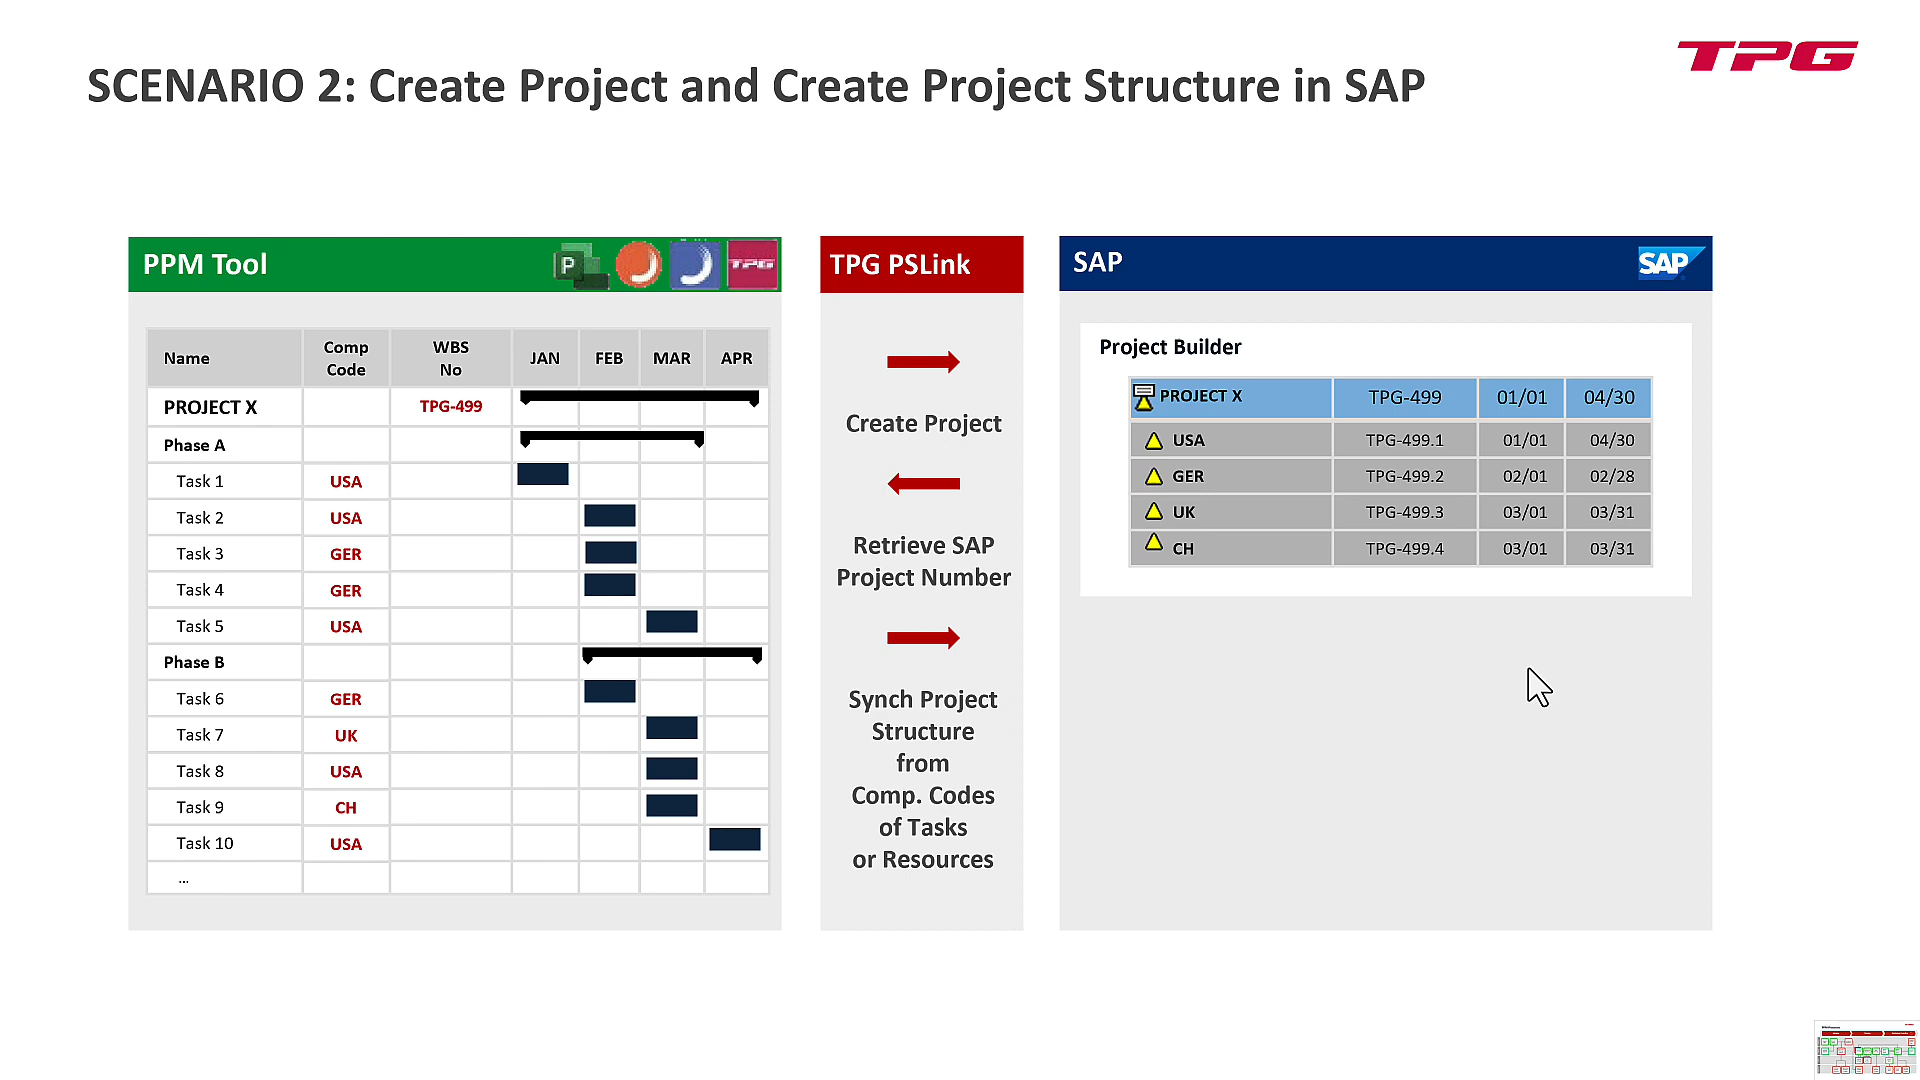 SCENARIO 2: Create Project and Create Project Structure in SAP
TPG
PPM Tool
P
TPG
Name
Comp Code
WBS No
JAN
FEB
MAR
APR
PROJECT X
TPG-499
Phase A
Task 1
USA
Task 2
USA
Task 3
GER
Task 4
GER
Task 5
USA
Phase B
Task 6
GER
Task 7
UK
Task 8
USA
Task 9
CH
Task 10
USA
...
TPG PSLink
Create Project
Retrieve SAP
Project Number
Synch Project
Structure
from
Comp. Codes
of Tasks
or Resources
SAP
SAP
Project Builder
PROJECT X TPG-499 01/01 04/30
USA TPG-499.1 01/01 04/30
GER TPG-499.2 02/01 02/28
UK TPG-499.3 03/01 03/31
CH TPG-499.4 03/01 03/31